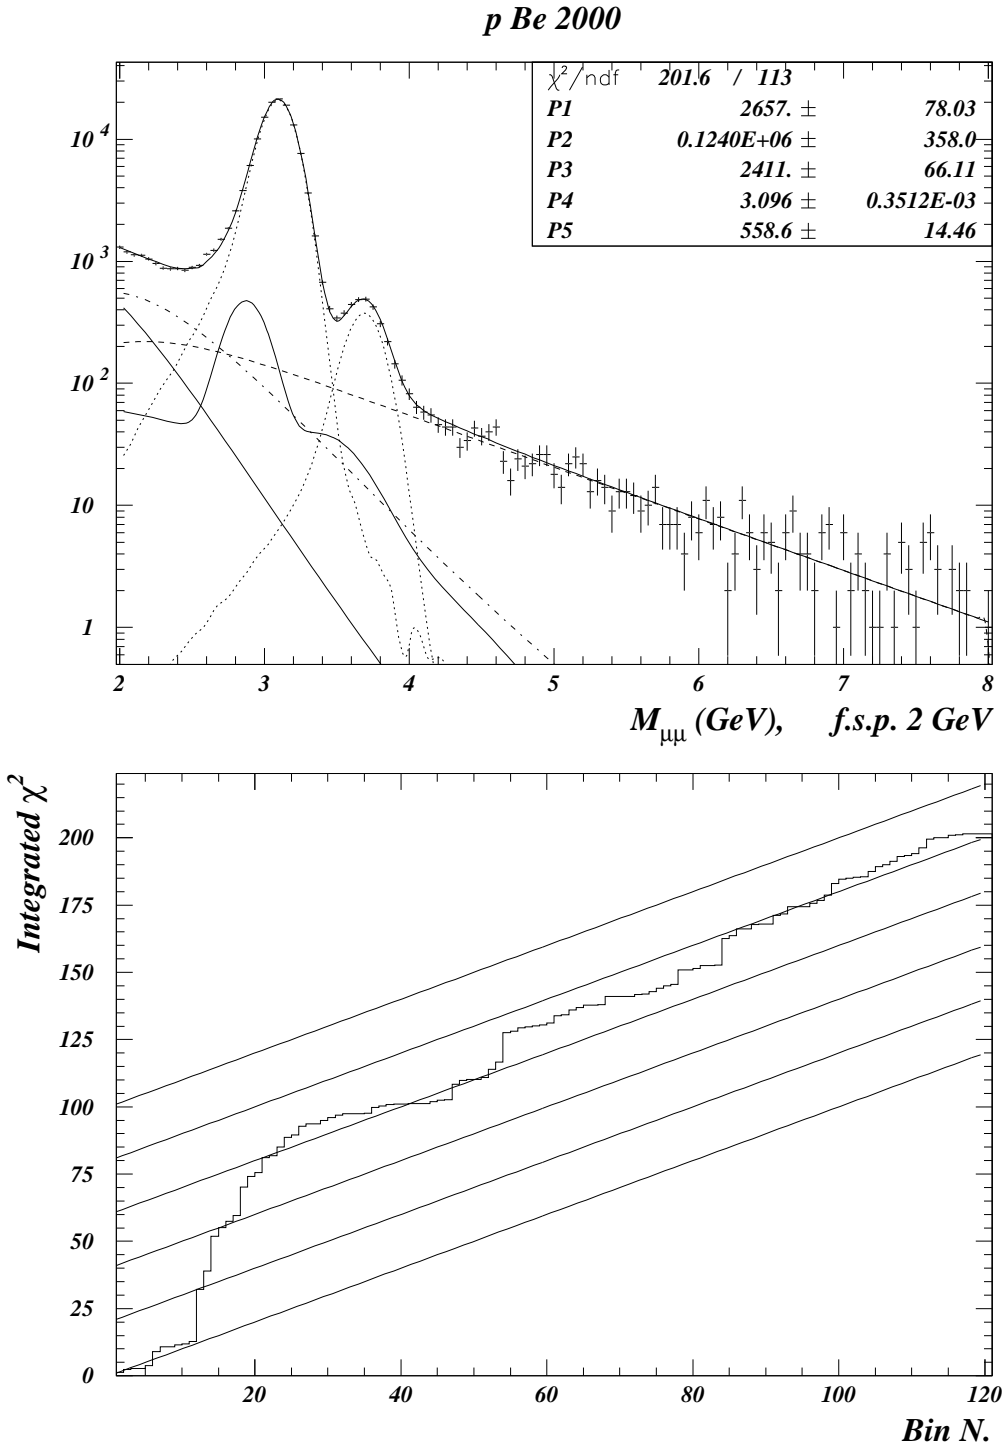 p Be 2000
χ²/ndf 201.6 / 113
P1 2657. ± 78.03
P2 0.1240E+06 ± 358.0
P3 2411. ± 66.11
P4 3.096 ± 0.3512E-03
P5 558.6 ± 14.46
10⁴
10³
10²
10
1
2 3 4 5 6 7 8
M_μμ (GeV), f.s.p. 2 GeV
Integrated χ²
200
175
150
125
100
75
50
25
0
20 40 60 80 100 120
Bin N.